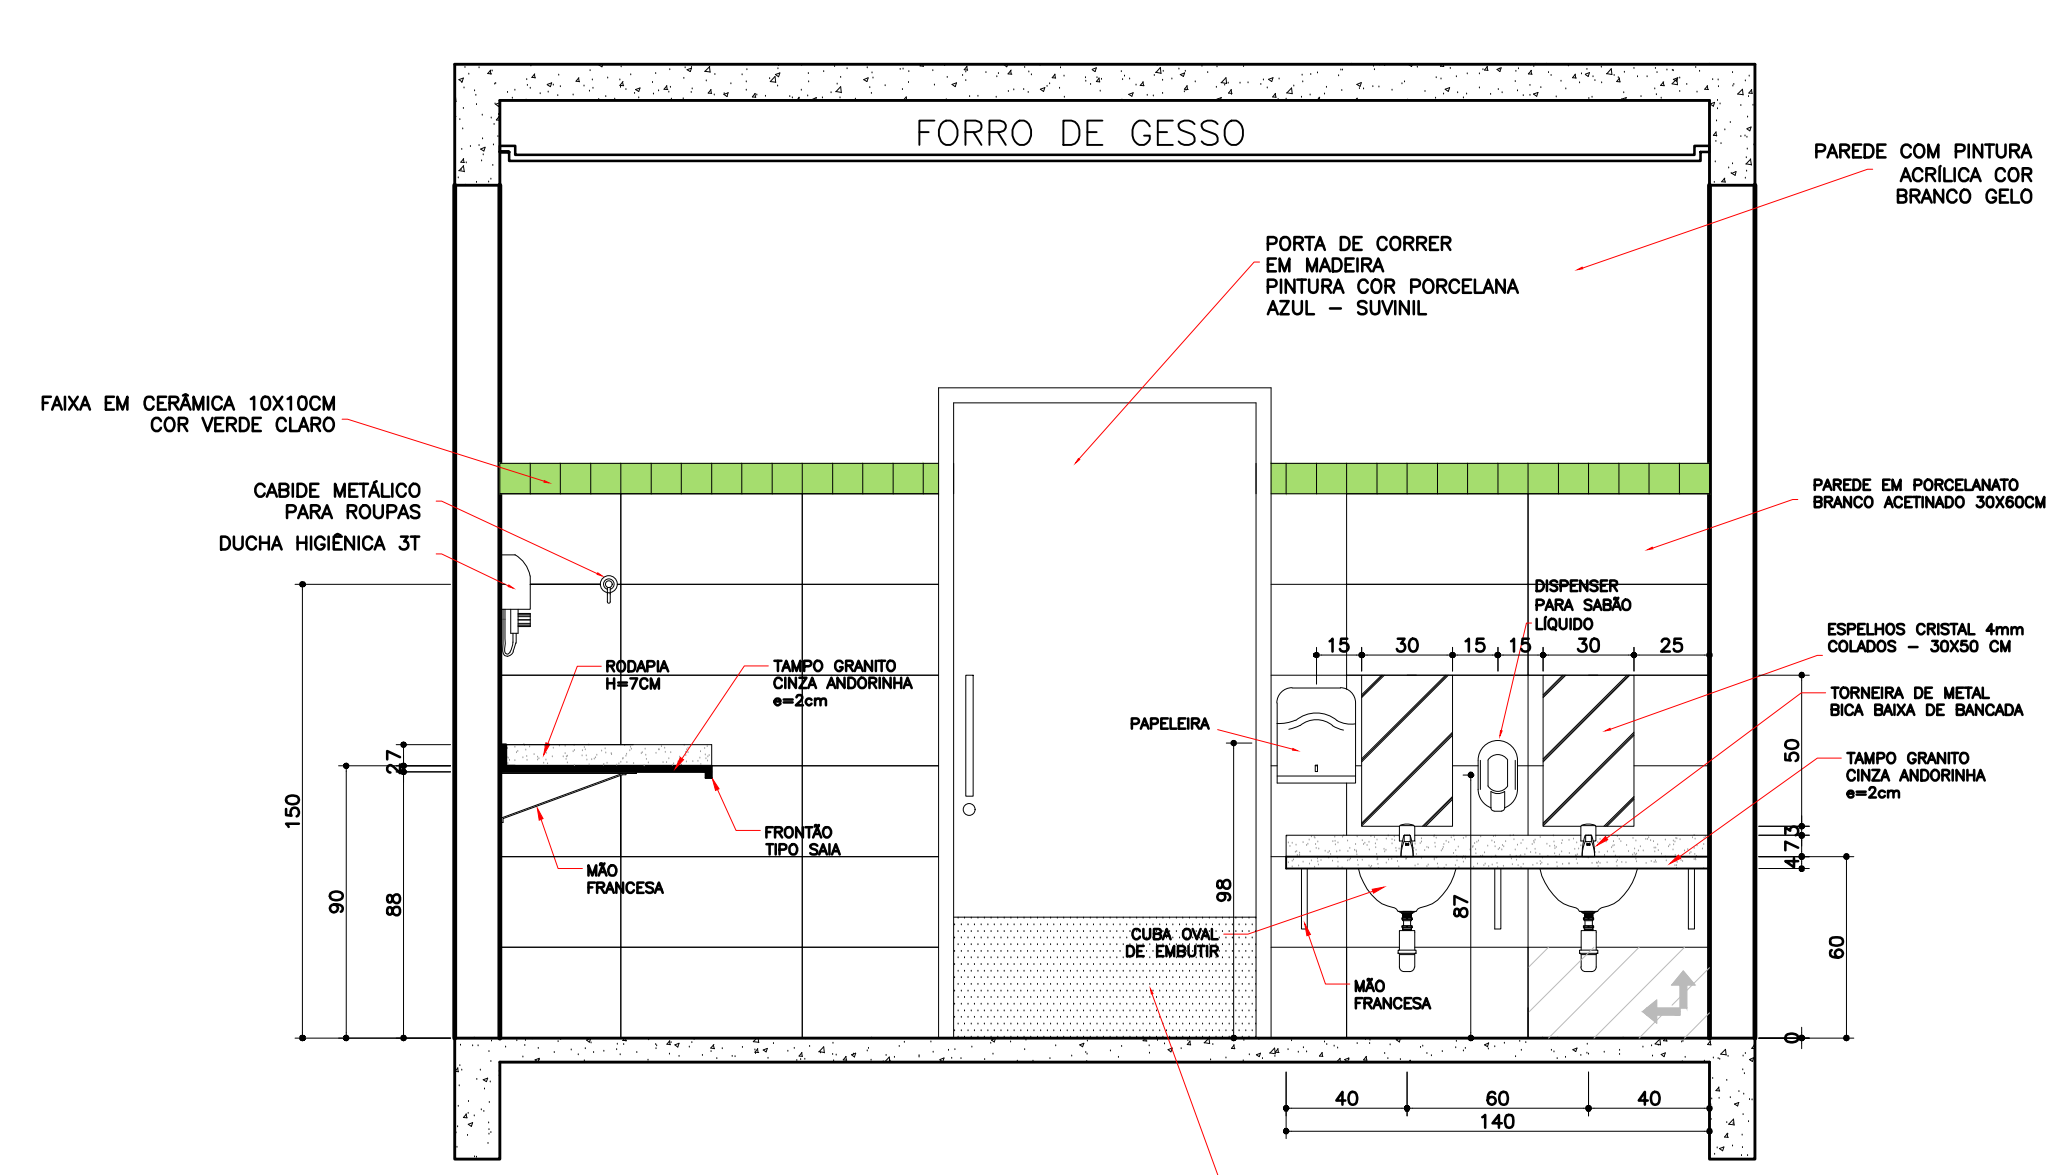 FORRO DE GESSO
PAREDE COM PINTURA
ACRÍLICA COR
BRANCO GELO
PORTA DE CORRER
EM MADEIRA
PINTURA COR PORCELANA
AZUL – SUVINIL
FAIXA EM CERÂMICA 10X10CM
COR VERDE CLARO
CABIDE METÁLICO
PARA ROUPAS
DUCHA HIGIÊNICA 3T
PAREDE EM PORCELANATO
BRANCO ACETINADO 30X60CM
DISPENSER
PARA SABÃO
LÍQUIDO
15 30 15 15 30 25
ESPELHOS CRISTAL 4mm
COLADOS – 30X50 CM
RODAPIA
H=7CM
TAMPO GRANITO
CINZA ANDORINHA
e=2cm
TORNEIRA DE METAL
BICA BAIXA DE BANCADA
PAPELEIRA
TAMPO GRANITO
CINZA ANDORINHA
e=2cm
FRONTÃO
TIPO SAIA
MÃO
FRANCESA
150
90
27
88
98
87
50
3
7
4
60
0
CUBA OVAL
DE EMBUTIR
MÃO
FRANCESA
40 60 40
140